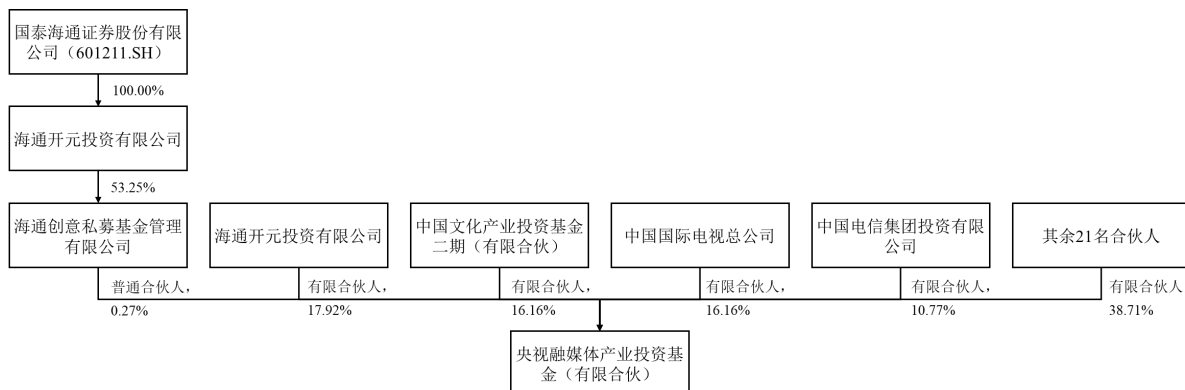 国泰海通证券股份有限
公司（601211.SH）
100.00%
海通开元投资有限公司
53.25%
海通创意私募基金管理
有限公司
海通开元投资有限公司
中国文化产业投资基金
二期（有限合伙）
中国国际电视总公司
中国电信集团投资有限
公司
其余21名合伙人
普通合伙人，
0.27%
有限合伙人，
17.92%
有限合伙人，
16.16%
有限合伙人，
16.16%
有限合伙人，
10.77%
有限合伙人，
38.71%
央视融媒体产业投资基
金（有限合伙）